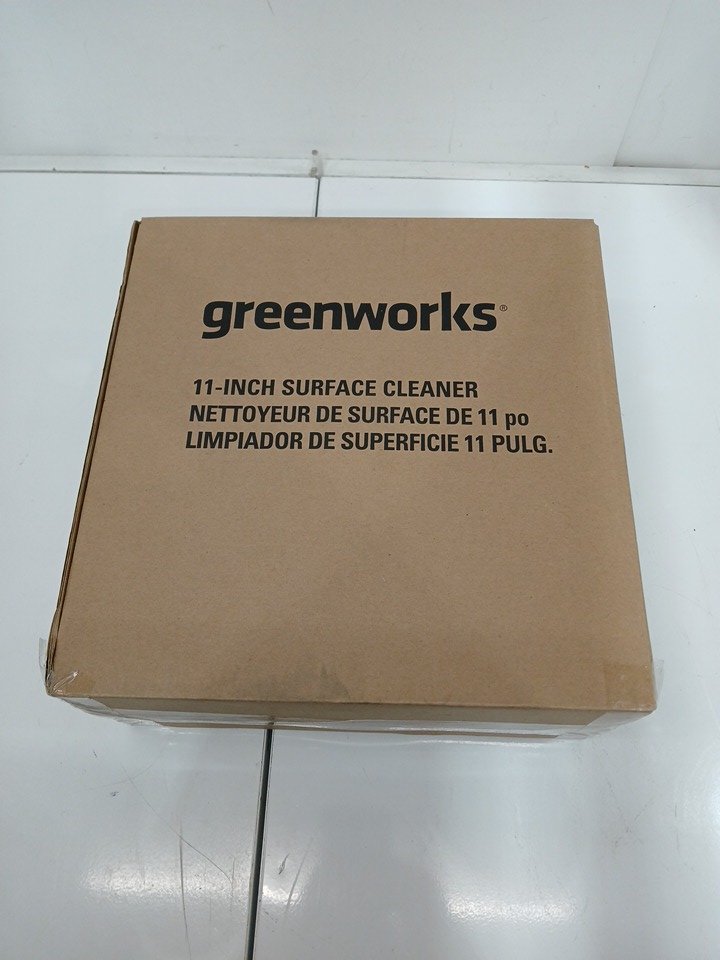 greenworks®
11-INCH SURFACE CLEANER
NETTOYEUR DE SURFACE DE 11 po
LIMPIADOR DE SUPERFICIE 11 PULG.